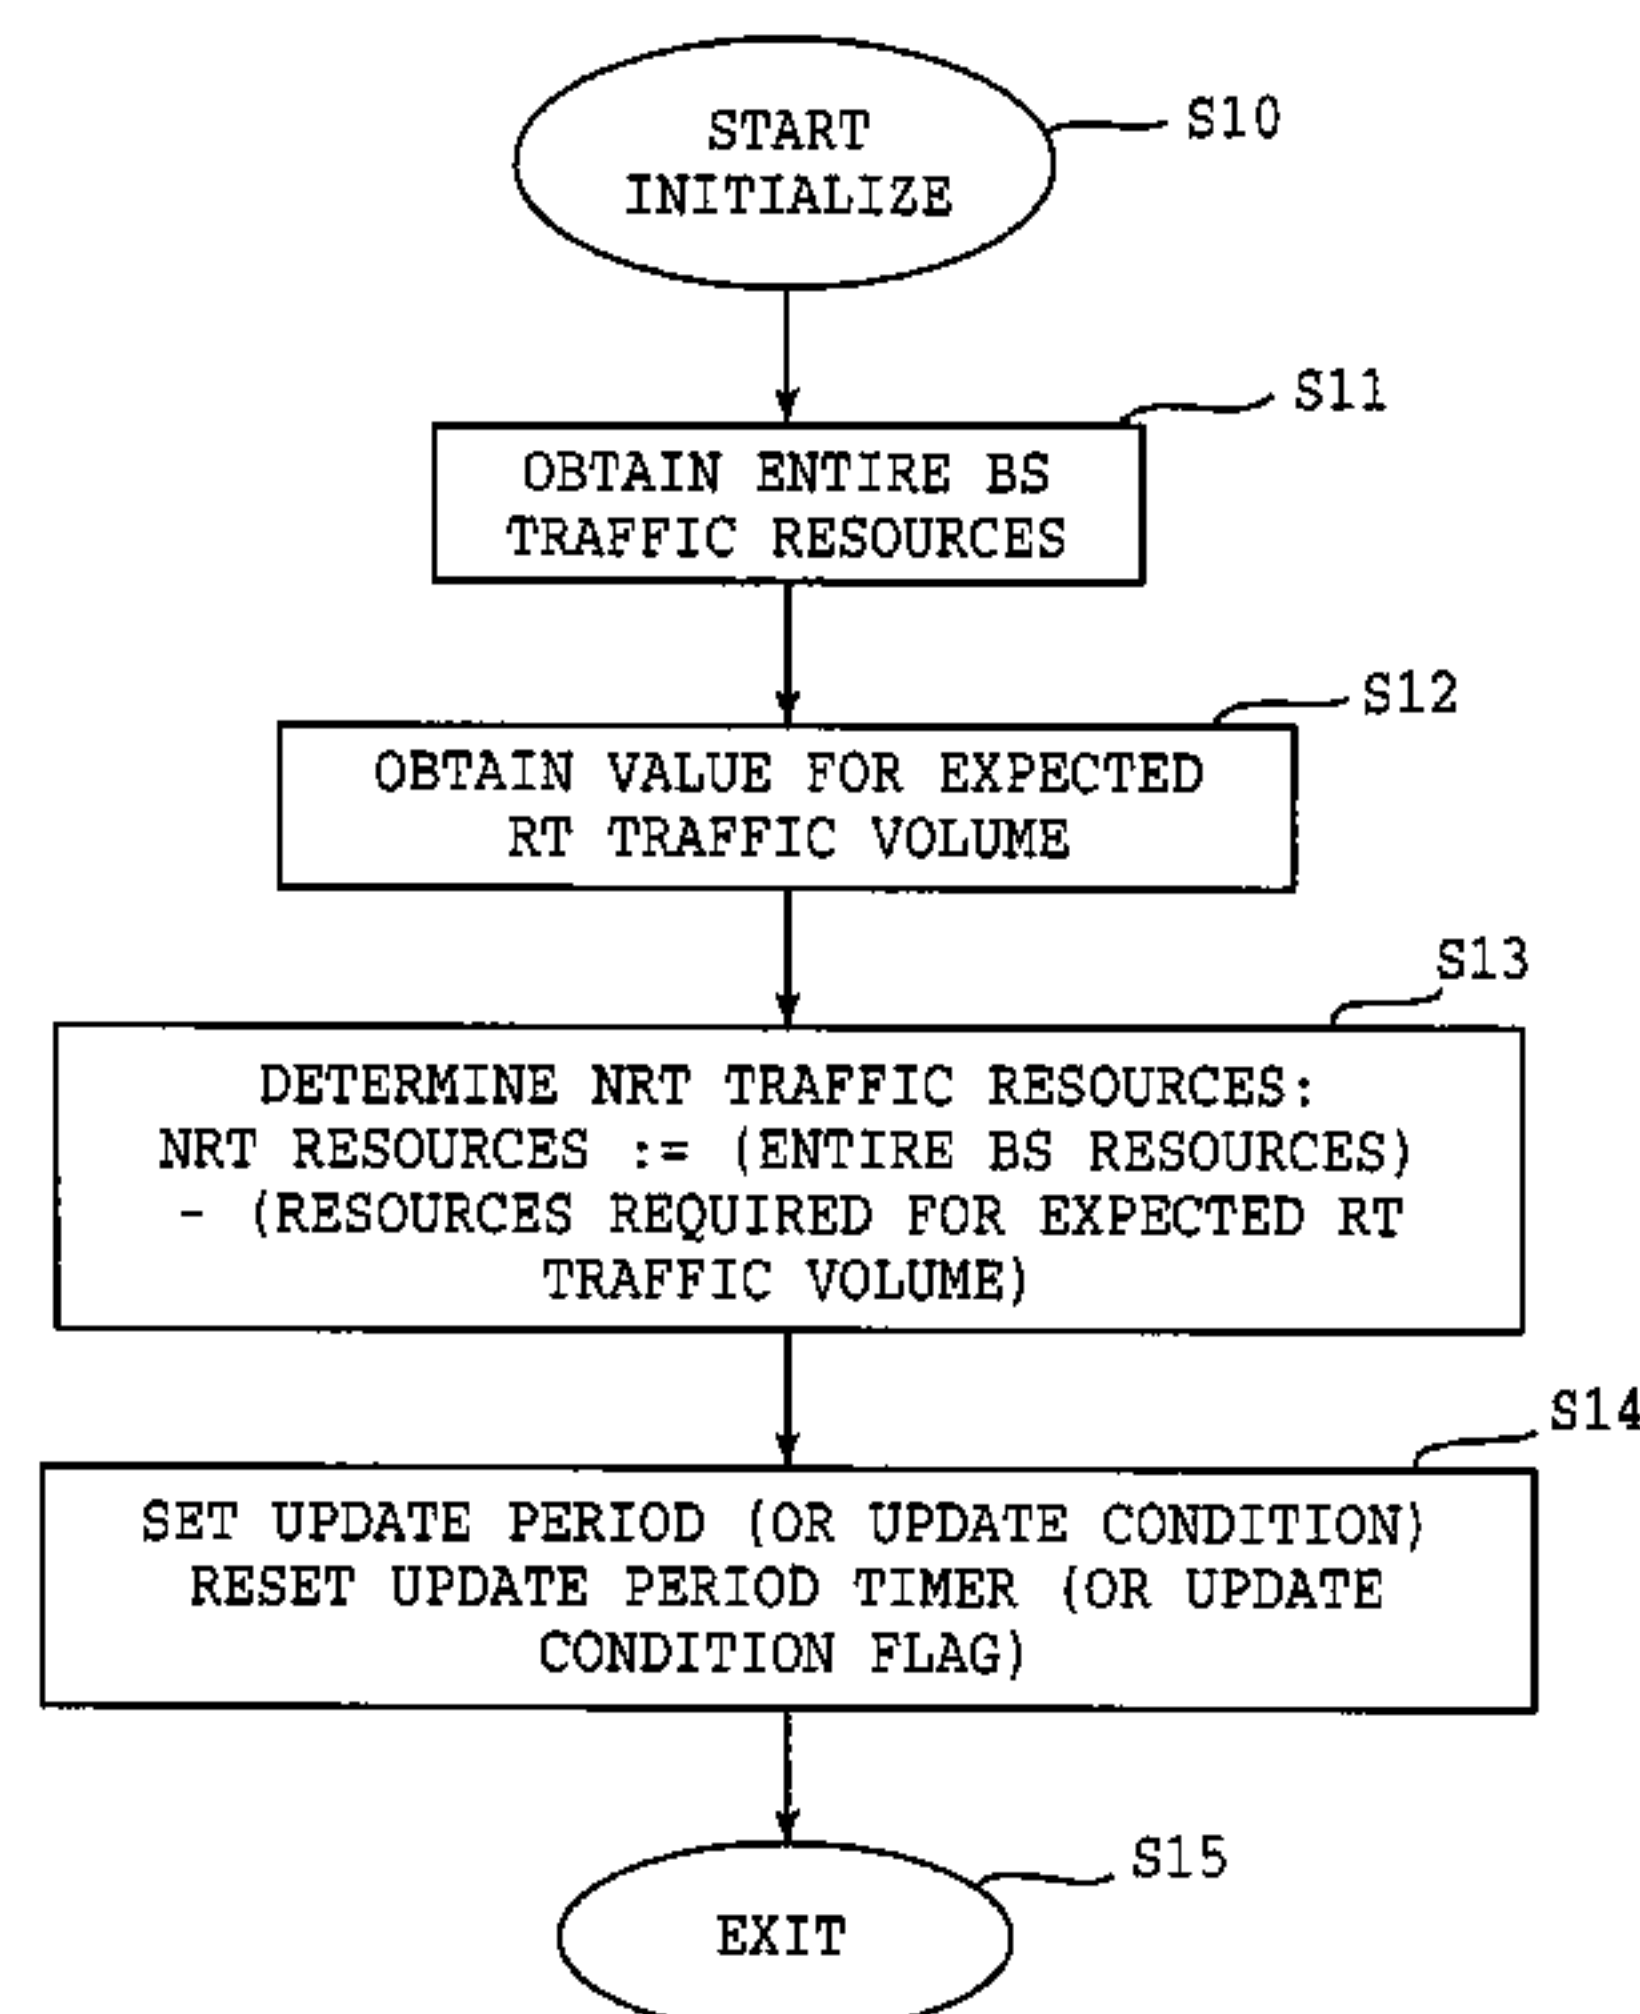 START
INITIALIZE
S10
S11
OBTAIN ENTIRE BS
TRAFFIC RESOURCES
S12
OBTAIN VALUE FOR EXPECTED
RT TRAFFIC VOLUME
S13
DETERMINE NRT TRAFFIC RESOURCES:
NRT RESOURCES := (ENTIRE BS RESOURCES)
- (RESOURCES REQUIRED FOR EXPECTED RT
TRAFFIC VOLUME)
S14
SET UPDATE PERIOD (OR UPDATE CONDITION)
RESET UPDATE PERIOD TIMER (OR UPDATE
CONDITION FLAG)
S15
EXIT